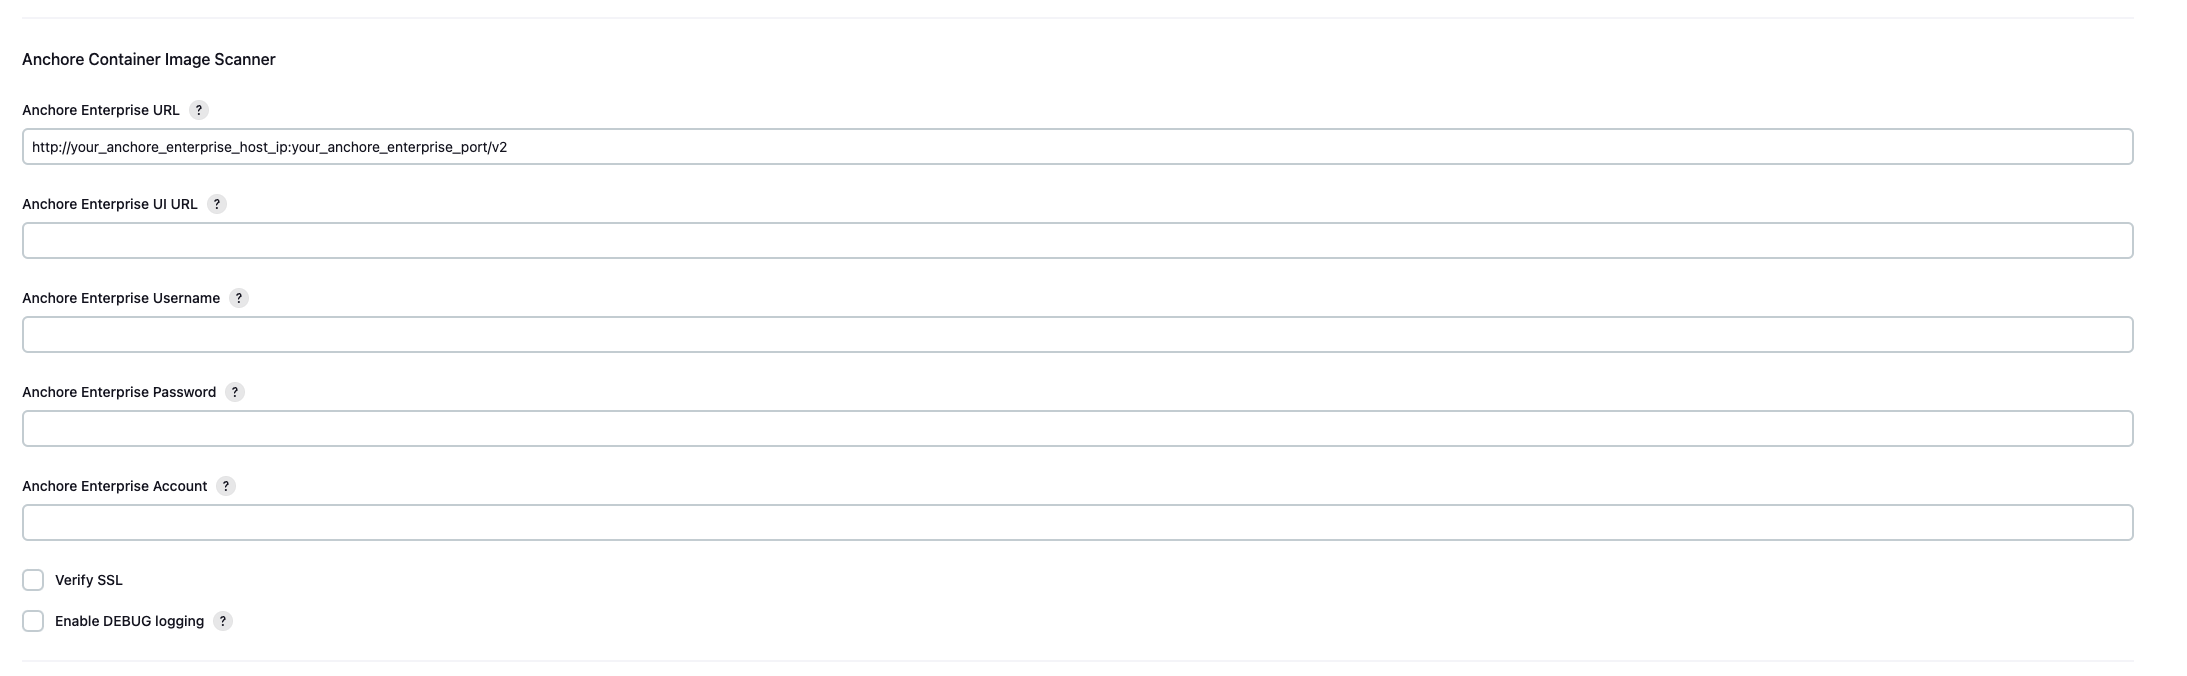 Anchore Container Image Scanner
Anchore Enterprise URL ?
http://your_anchore_enterprise_host_ip:your_anchore_enterprise_port/v2
Anchore Enterprise UI URL ?
Anchore Enterprise Username ?
Anchore Enterprise Password ?
Anchore Enterprise Account ?
Verify SSL
Enable DEBUG logging ?